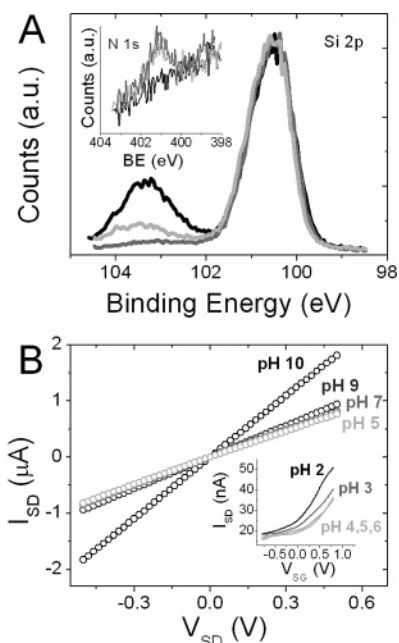 A
N 1s
Si 2p
Counts (a.u.)
404 402 400 398
BE (eV)
Counts (a.u.)
104 102 100 98
Binding Energy (eV)
B
2
1
0
-1
-2
I_SD (μA)
pH 10
pH 9
pH 7
pH 5
50
40
30
20
I_SD (nA)
pH 2
pH 3
pH 4,5,6
-0.5 0.0 0.5 1.0
V_SG (V)
-0.3 0.0 0.3 0.6
V_SD (V)